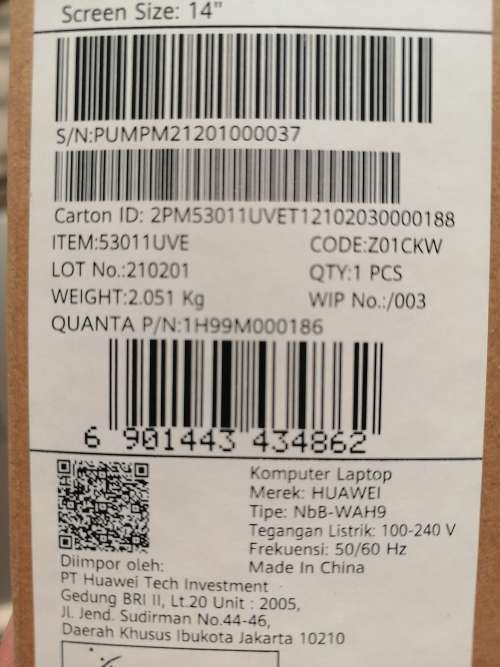 Screen Size: 14"
S/N:PUMPM21201000037
Carton ID: 2PM53011UVET12102030000188
ITEM:53011UVE CODE:Z01CKW
LOT No.:210201 QTY:1 PCS
WEIGHT:2.051 Kg WIP No.:/003
QUANTA P/N:1H99M000186
6 901443 434862
Komputer Laptop
Merek: HUAWEI
Tipe: NbB-WAH9
Tegangan Listrik: 100-240 V
Frekuensi: 50/60 Hz
Made In China
Diimpor oleh:
PT Huawei Tech Investment
Gedung BRI II, Lt.20 Unit : 2005,
Jl. Jend. Sudirman No.44-46,
Daerah Khusus Ibukota Jakarta 10210